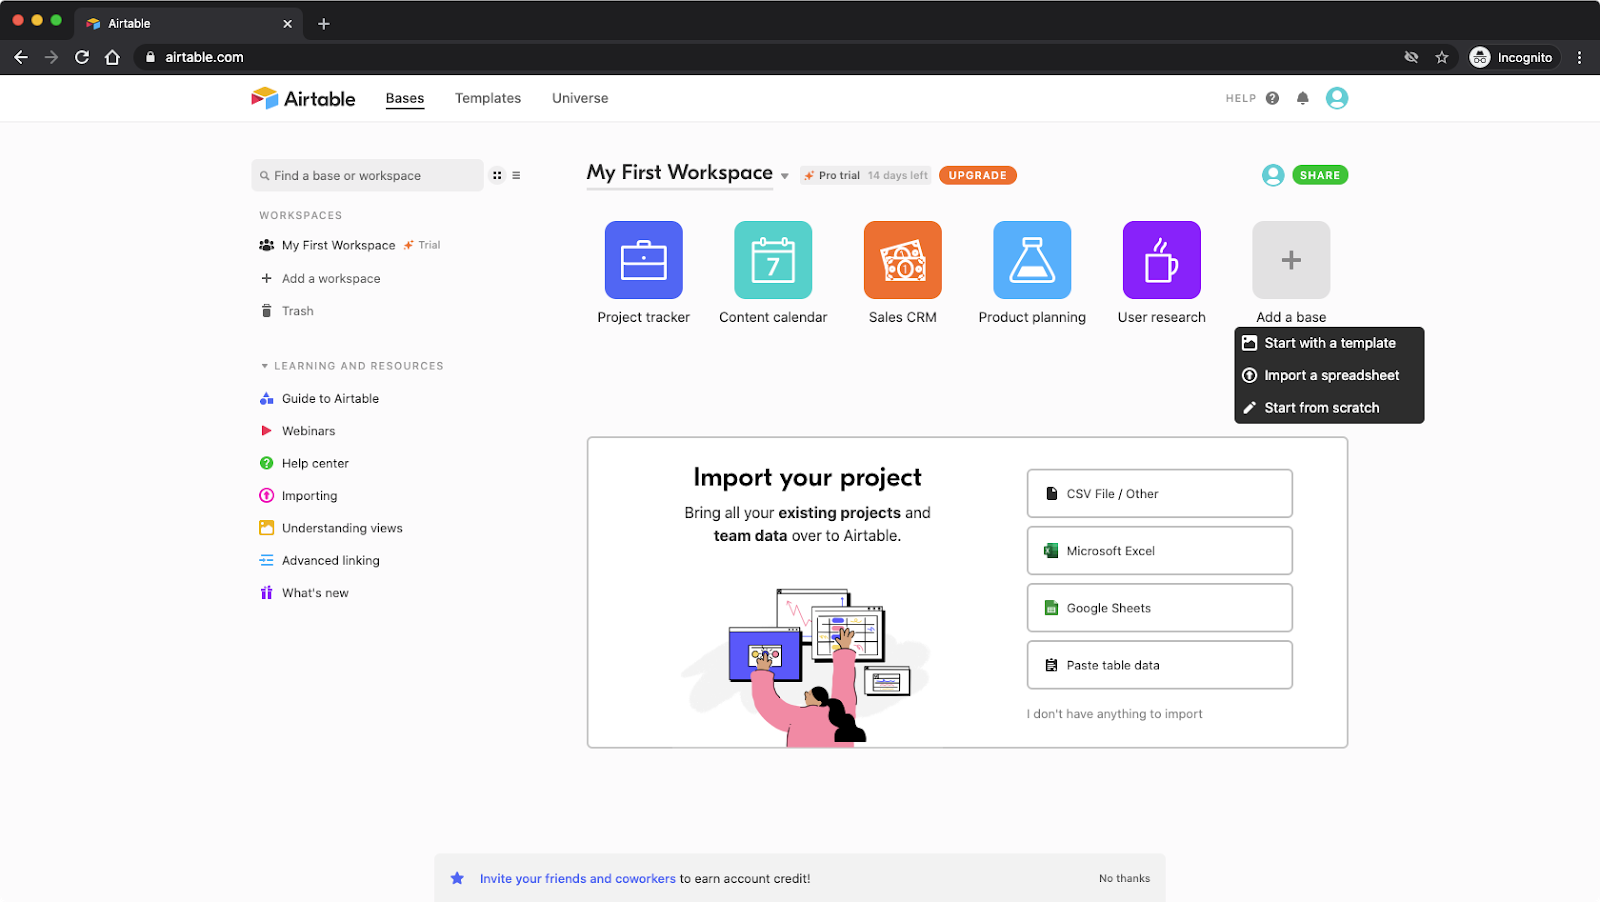 Airtable
airtable.com
Incognito
Airtable
Bases
Templates
Universe
HELP
Find a base or workspace
My First Workspace
Pro trial 14 days left
UPGRADE
SHARE
WORKSPACES
My First Workspace Trial
Add a workspace
Trash
7
1
Project tracker
Content calendar
Sales CRM
Product planning
User research
Add a base
Start with a template
Import a spreadsheet
Start from scratch
LEARNING AND RESOURCES
Guide to Airtable
Webinars
Help center
Importing
Understanding views
Advanced linking
What's new
Import your project
Bring all your existing projects and
team data over to Airtable.
CSV File / Other
Microsoft Excel
Google Sheets
Paste table data
I don't have anything to import
Invite your friends and coworkers to earn account credit!
No thanks